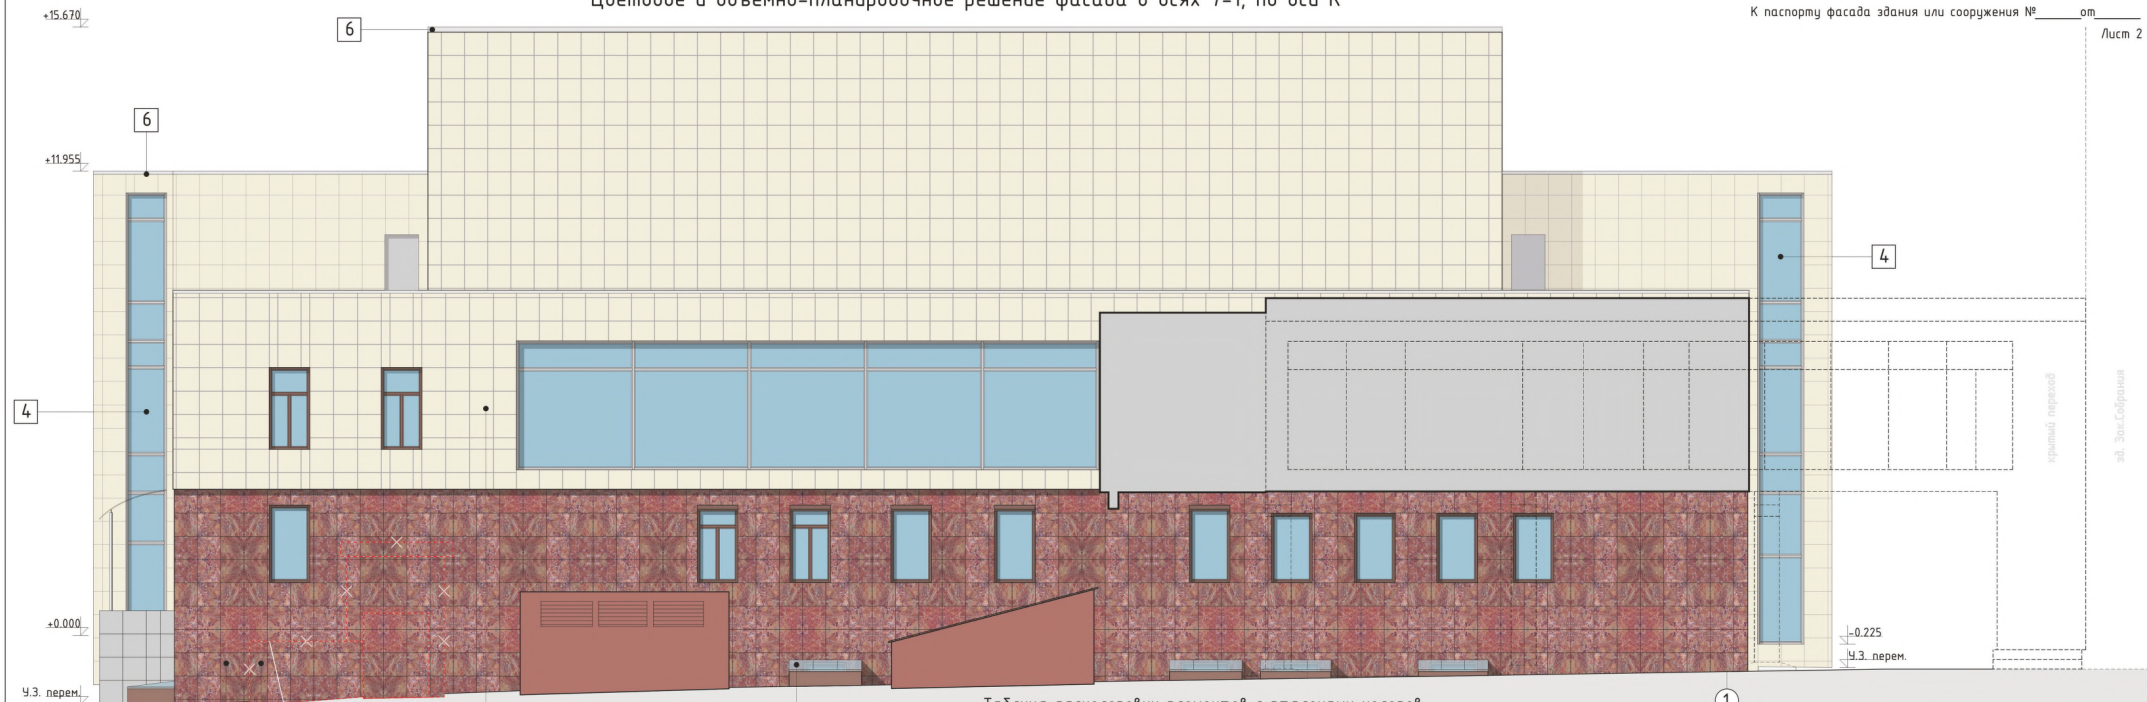 Цветовое и объемно-планировочное решение фасада в осях 7-1, по оси К
К паспорту фасада здания или сооружения №______от______
Лист 2
+15.670
6
6
+11.955
4
4
крытый переход
зд. Зак.Собрания
+0.000
-0.225
У.З. перем.
У.З. перем.
1